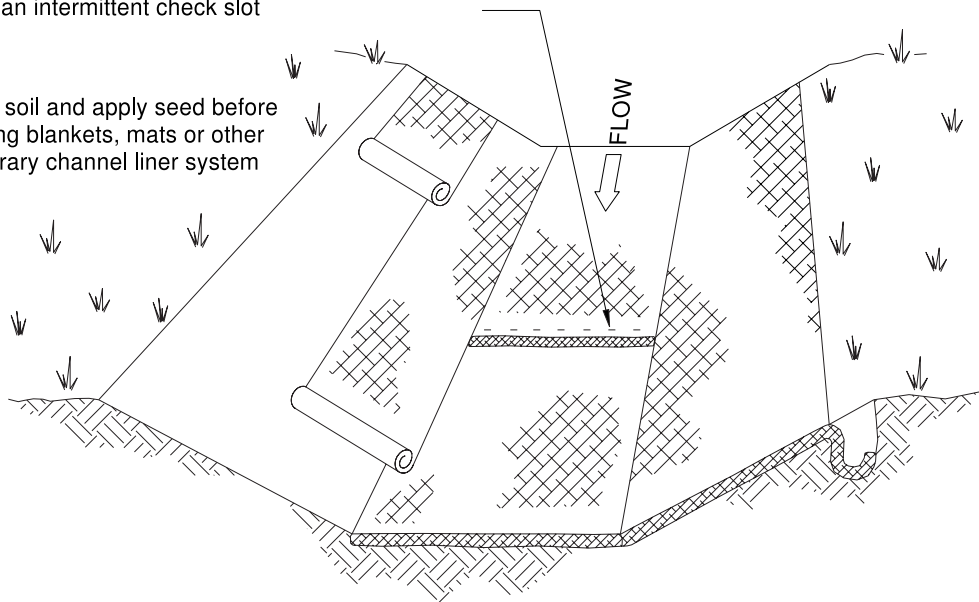 an intermittent check slot
soil and apply seed before
ng blankets, mats or other
rary channel liner system
FLOW